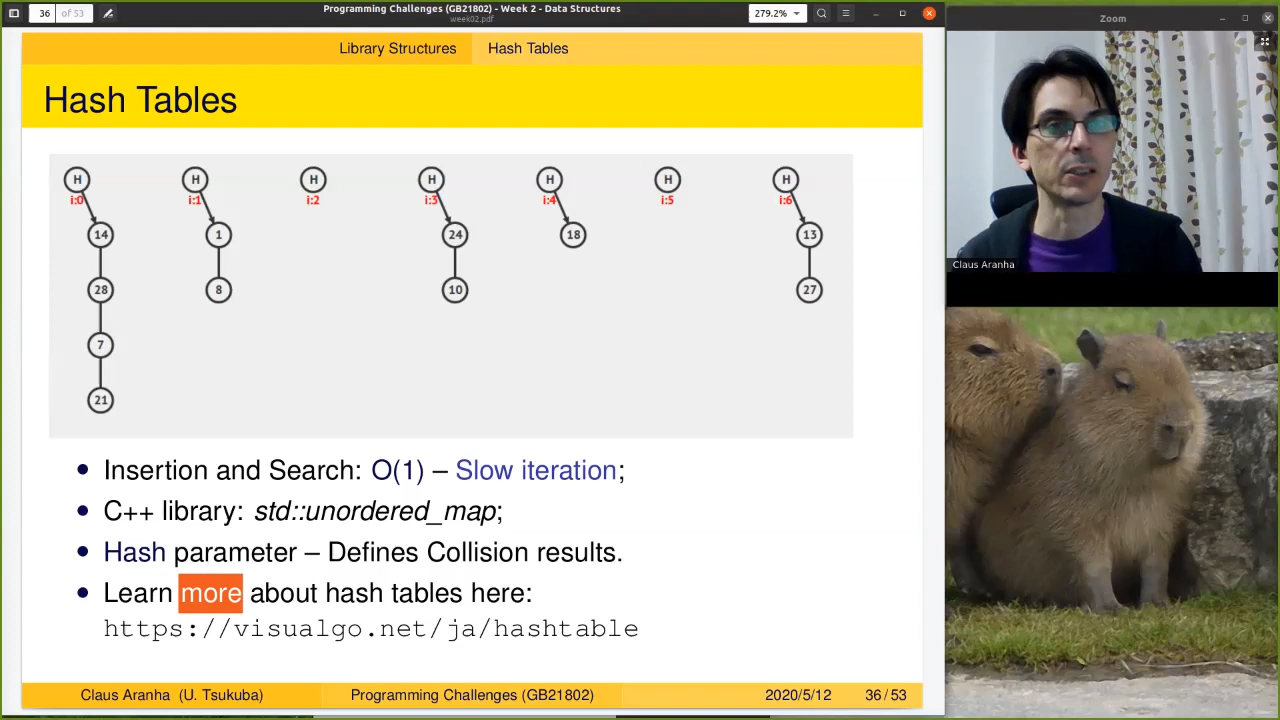 36 of 53
Programming Challenges (GB21802) - Week 2 - Data Structures
week02.pdf
279.2%
Zoom
Library Structures Hash Tables
Hash Tables
H H H H H H H
i:0 i:1 i:2 i:3 i:4 i:5 i:6
14 1 24 18 13
28 8 10 27
7
21
• Insertion and Search: O(1) – Slow iteration;
• C++ library: std::unordered_map;
• Hash parameter – Defines Collision results.
• Learn more about hash tables here:
https://visualgo.net/ja/hashtable
Claus Aranha (U. Tsukuba) Programming Challenges (GB21802) 2020/5/12 36 / 53
Claus Aranha